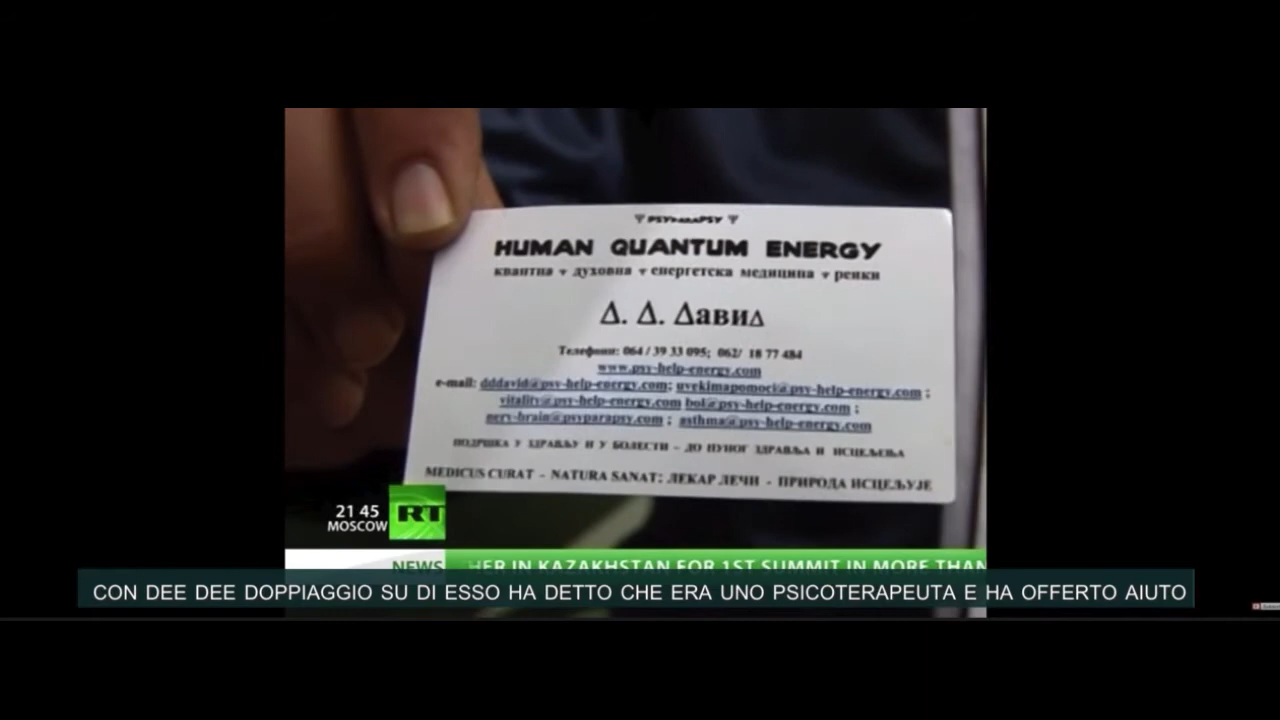 PSYPARAPSY
HUMAN QUANTUM ENERGY
квантна духовна енергетска медицина реики
Δ. Δ. ΔавиΔ
Телефони: 064 / 39 33 095; 062/ 18 77 484
www.psy-help-energy.com
e-mail: dddavid@psy-help-energy.com; uvekimapomoci@psy-help-energy.com ;
vitality@psy-help-energy.com bol@psy-help-energy.com ;
nerv-brain@psyparapsy.com ; asthma@psy-help-energy.com
ПОДРШКА У ЗДРАВЉУ И У БОЛЕСТИ – ДО ПУНОГ ЗДРАВЉА И ИСЦЕЉЕЊА
MEDICUS CURAT - NATURA SANAT; ЛЕКАР ЛЕЧИ - ПРИРОДА ИСЦЕЉУЈЕ
21 45
MOSCOW
RT
NEWS
HER IN KAZAKHSTAN FOR 1ST SUMMIT IN MORE THAN
CON DEE DEE DOPPIAGGIO SU DI ESSO HA DETTO CHE ERA UNO PSICOTERAPEUTA E HA OFFERTO AIUTO